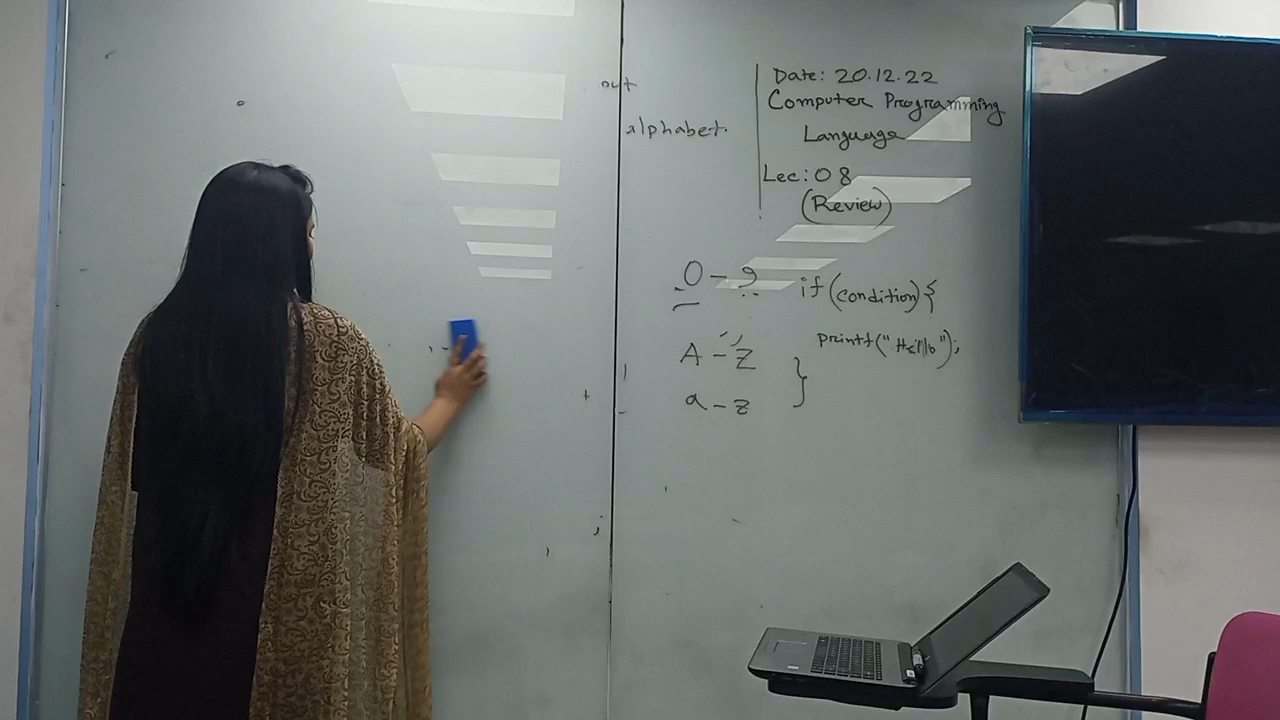 out
alphabet.
Date: 20.12.22
Computer Programming
Language
Lec: 08
(Review)
0 - 9
A - Z
a - z
if (condition) {
printf("Hello");
}